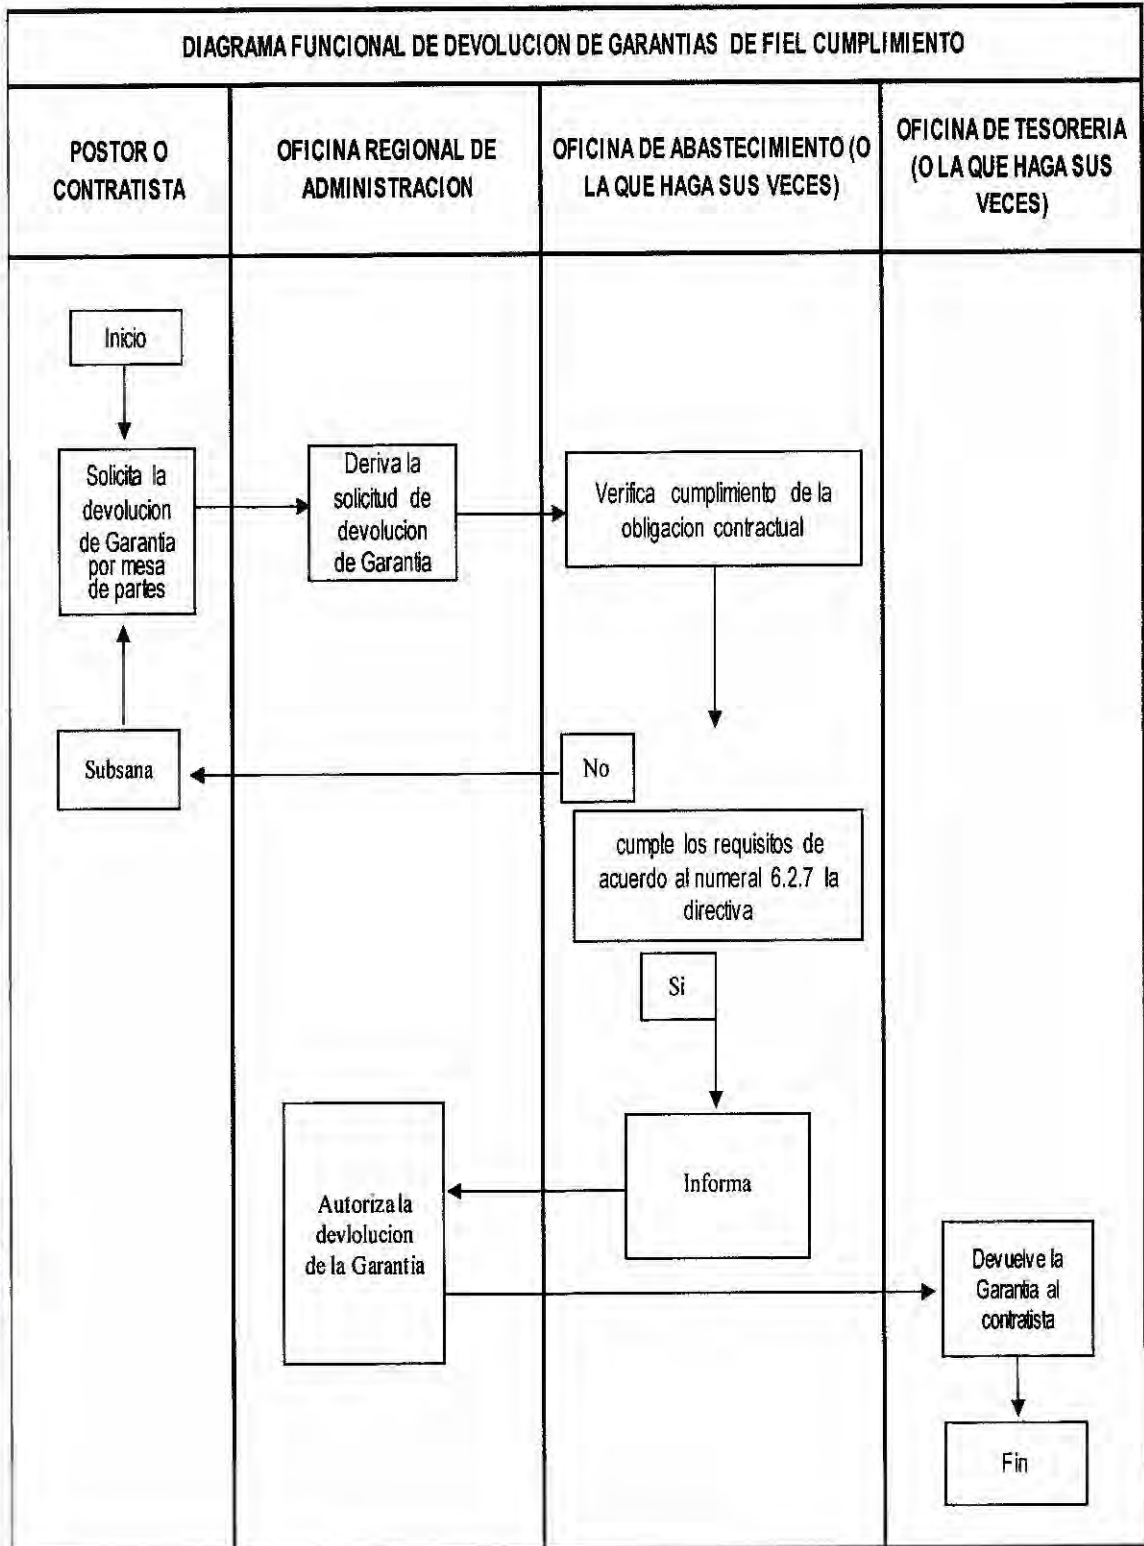 DIAGRAMA FUNCIONAL DE DEVOLUCION DE GARANTIAS DE FIEL CUMPLIMIENTO
POSTOR O
CONTRATISTA
OFICINA REGIONAL DE
ADMINISTRACION
OFICINA DE ABASTECIMIENTO (O
LA QUE HAGA SUS VECES)
OFICINA DE TESORERIA
(O LA QUE HAGA SUS
VECES)
Inicio
Solicita la
devolucion
de Garantia
por mesa
de partes
Deriva la
solicitud de
devolucion
de Garantia
Verifica cumplimiento de la
obligacion contractual
Subsana
No
cumple los requisitos de
acuerdo al numeral 6.2.7 la
directiva
Si
Informa
Autoriza la
devlolucion
de la Garantia
Devuelve la
Garantia al
contratista
Fin